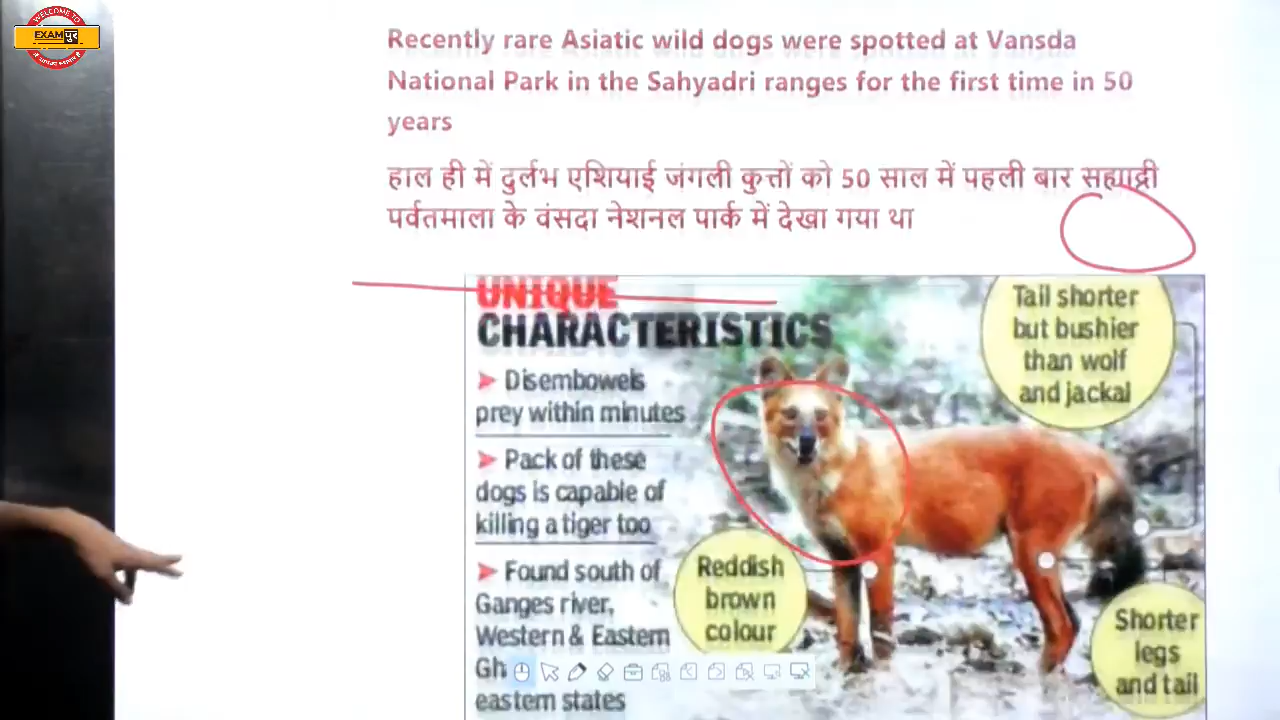 WELCOME TO
EXAM पुर
Recently rare Asiatic wild dogs were spotted at Vansda
National Park in the Sahyadri ranges for the first time in 50
years
हाल ही में दुर्लभ एशियाई जंगली कुत्तों को 50 साल में पहली बार सह्याद्री
पर्वतमाला के वंसदा नेशनल पार्क में देखा गया था
UNIQUE
CHARACTERISTICS
Disembowels
prey within minutes
Pack of these
dogs is capable of
killing a tiger too
Found south of
Ganges river,
Western & Eastern
Gh
eastern states
Tail shorter
but bushier
than wolf
and jackal
Reddish
brown
colour
Shorter
legs
and tail